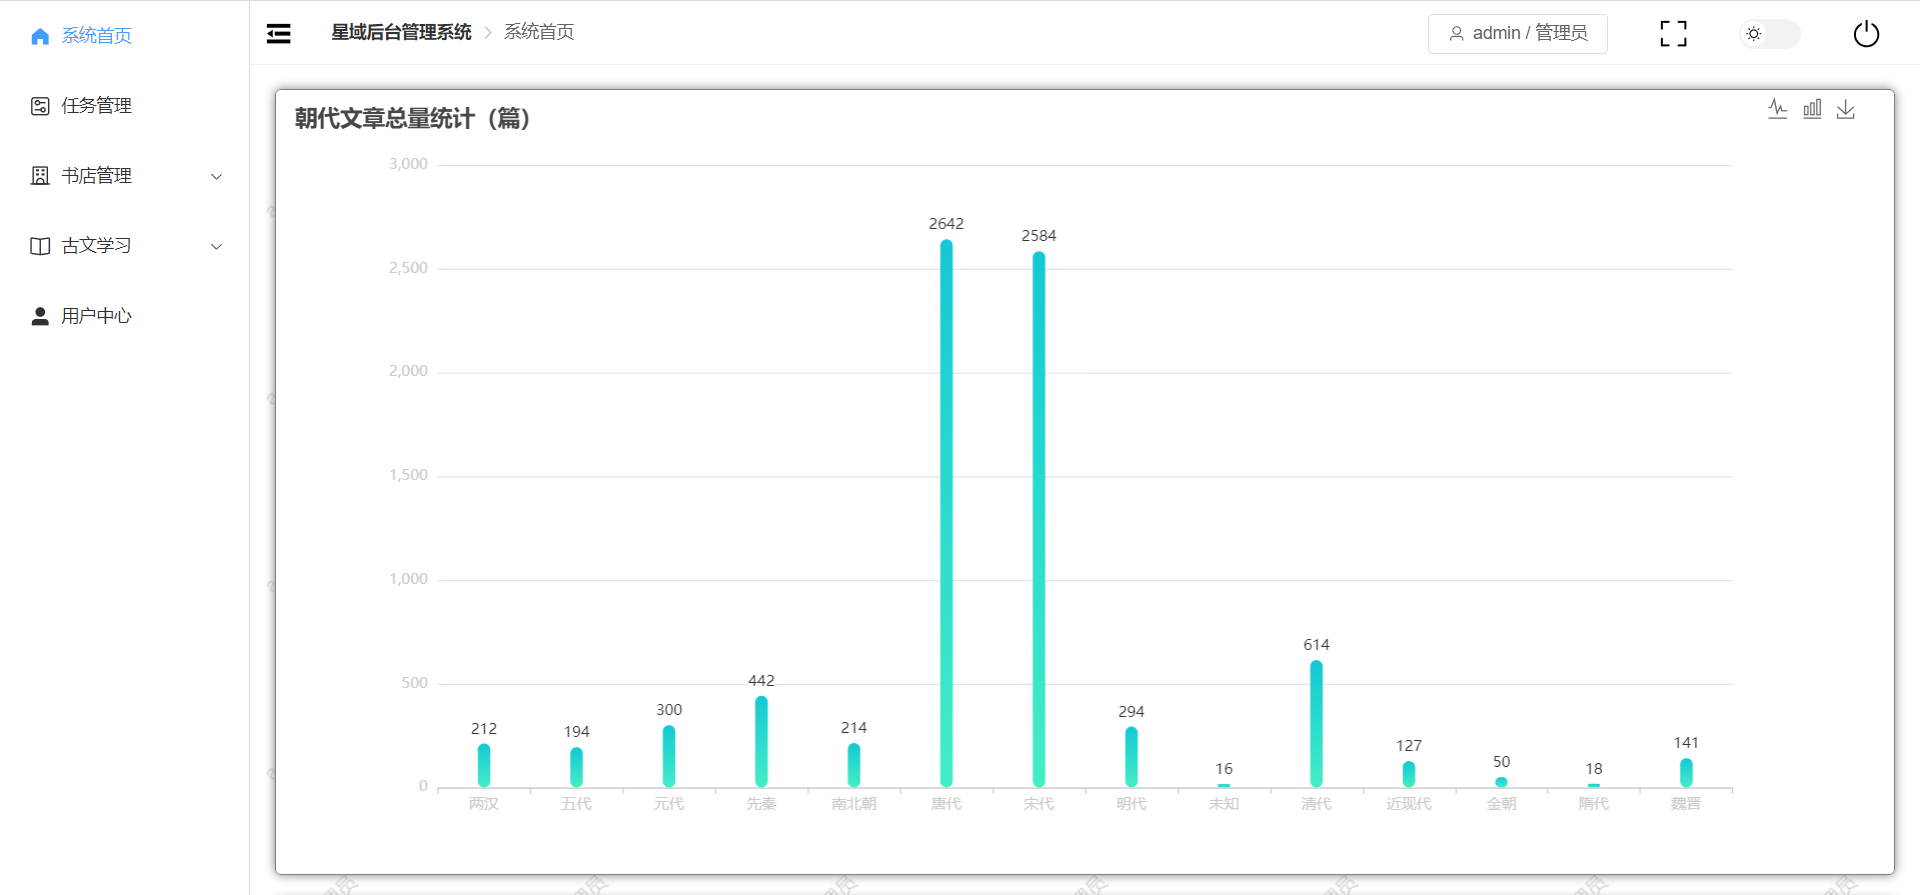 系统首页
任务管理
书店管理
古文学习
用户中心
星域后台管理系统 > 系统首页
admin / 管理员
朝代文章总量统计（篇）
3,000
2,500
2,000
1,500
1,000
500
0
212
194
300
442
214
2642
2584
294
16
614
127
50
18
141
两汉
五代
元代
先秦
南北朝
唐代
宋代
明代
未知
清代
近现代
金朝
隋代
魏晋